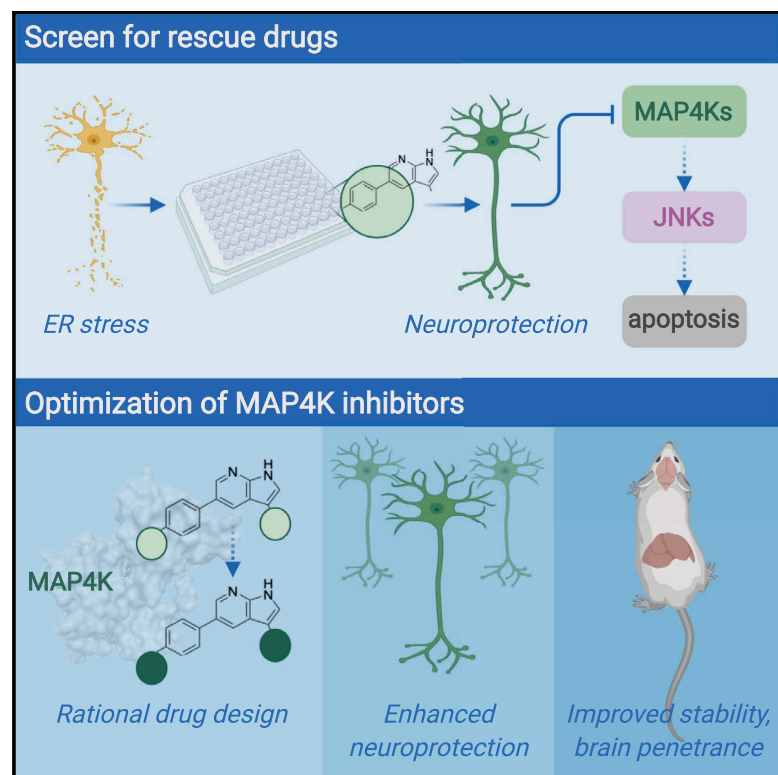 Screen for rescue drugs
N
H
N
MAP4Ks
JNKs
apoptosis
ER stress
Neuroprotection
Optimization of MAP4K inhibitors
N
H
N
MAP4K
N
H
N
Rational drug design
Enhanced
neuroprotection
Improved stability,
brain penetrance